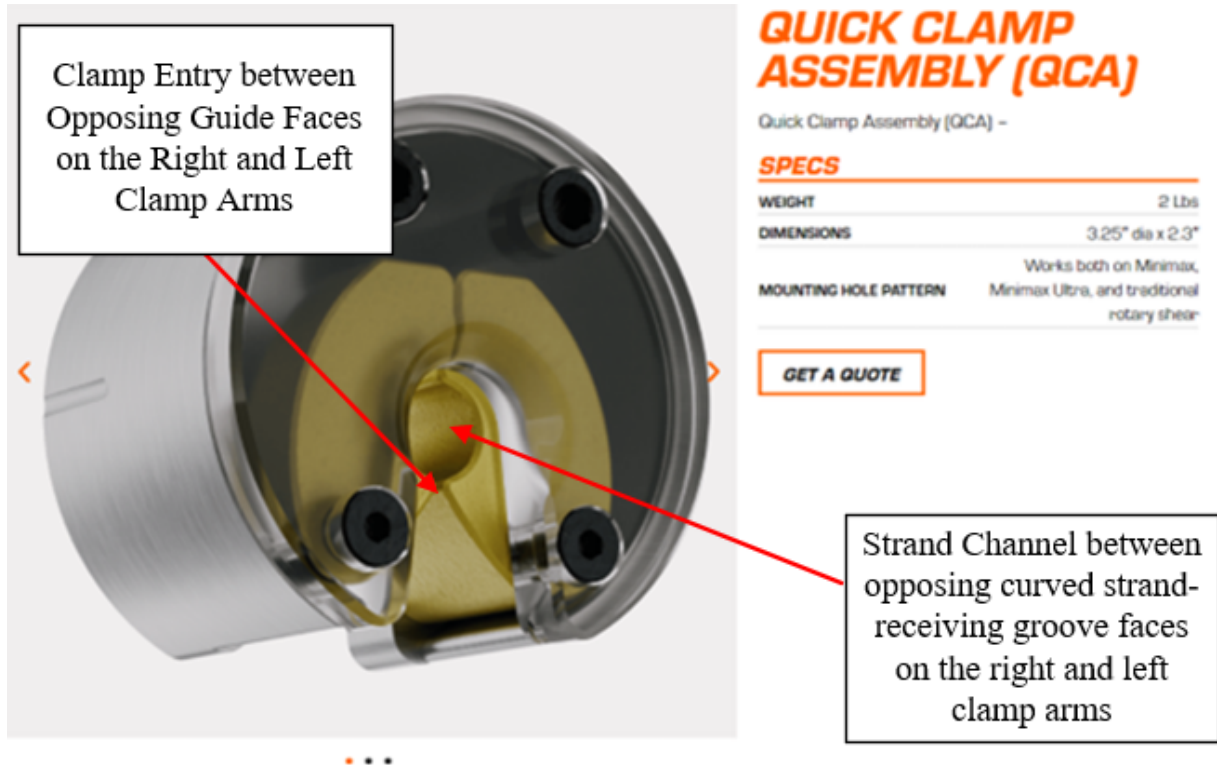 Clamp Entry between
Opposing Guide Faces
on the Right and Left
Clamp Arms
QUICK CLAMP
ASSEMBLY (QCA)
Quick Clamp Assembly (QCA) –
SPECS
WEIGHT 2 Lbs
DIMENSIONS 3.25" dia x 2.3"
Works both on Minimax,
MOUNTING HOLE PATTERN Minimax Ultra, and traditional
rotary shear
GET A QUOTE
Strand Channel between
opposing curved strand-
receiving groove faces
on the right and left
clamp arms